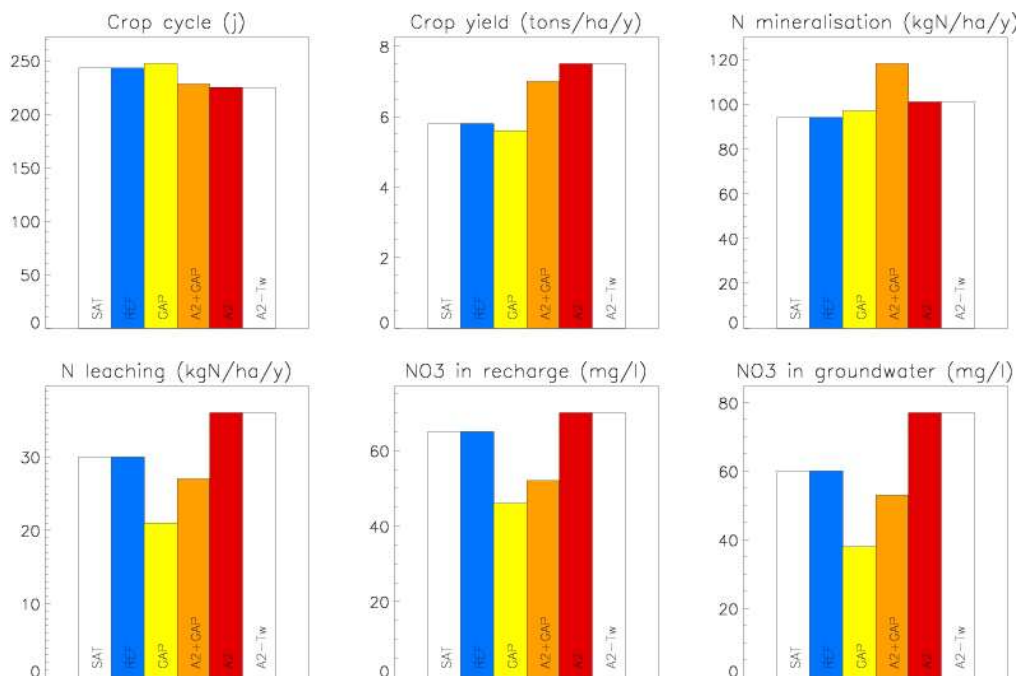 Crop cycle (j)
250
200
150
100
50
0
SAT
REF
GAP
A2+GAP
A2
A2-Tw
Crop yield (tons/ha/y)
8
6
4
2
0
SAT
REF
GAP
A2+GAP
A2
A2-Tw
N mineralisation (kgN/ha/y)
120
100
80
60
40
20
0
SAT
REF
GAP
A2+GAP
A2
A2-Tw
N leaching (kgN/ha/y)
30
20
10
0
SAT
REF
GAP
A2+GAP
A2
A2-Tw
NO3 in recharge (mg/l)
60
40
20
0
SAT
REF
GAP
A2+GAP
A2
A2-Tw
NO3 in groundwater (mg/l)
80
60
40
20
0
SAT
REF
GAP
A2+GAP
A2
A2-Tw